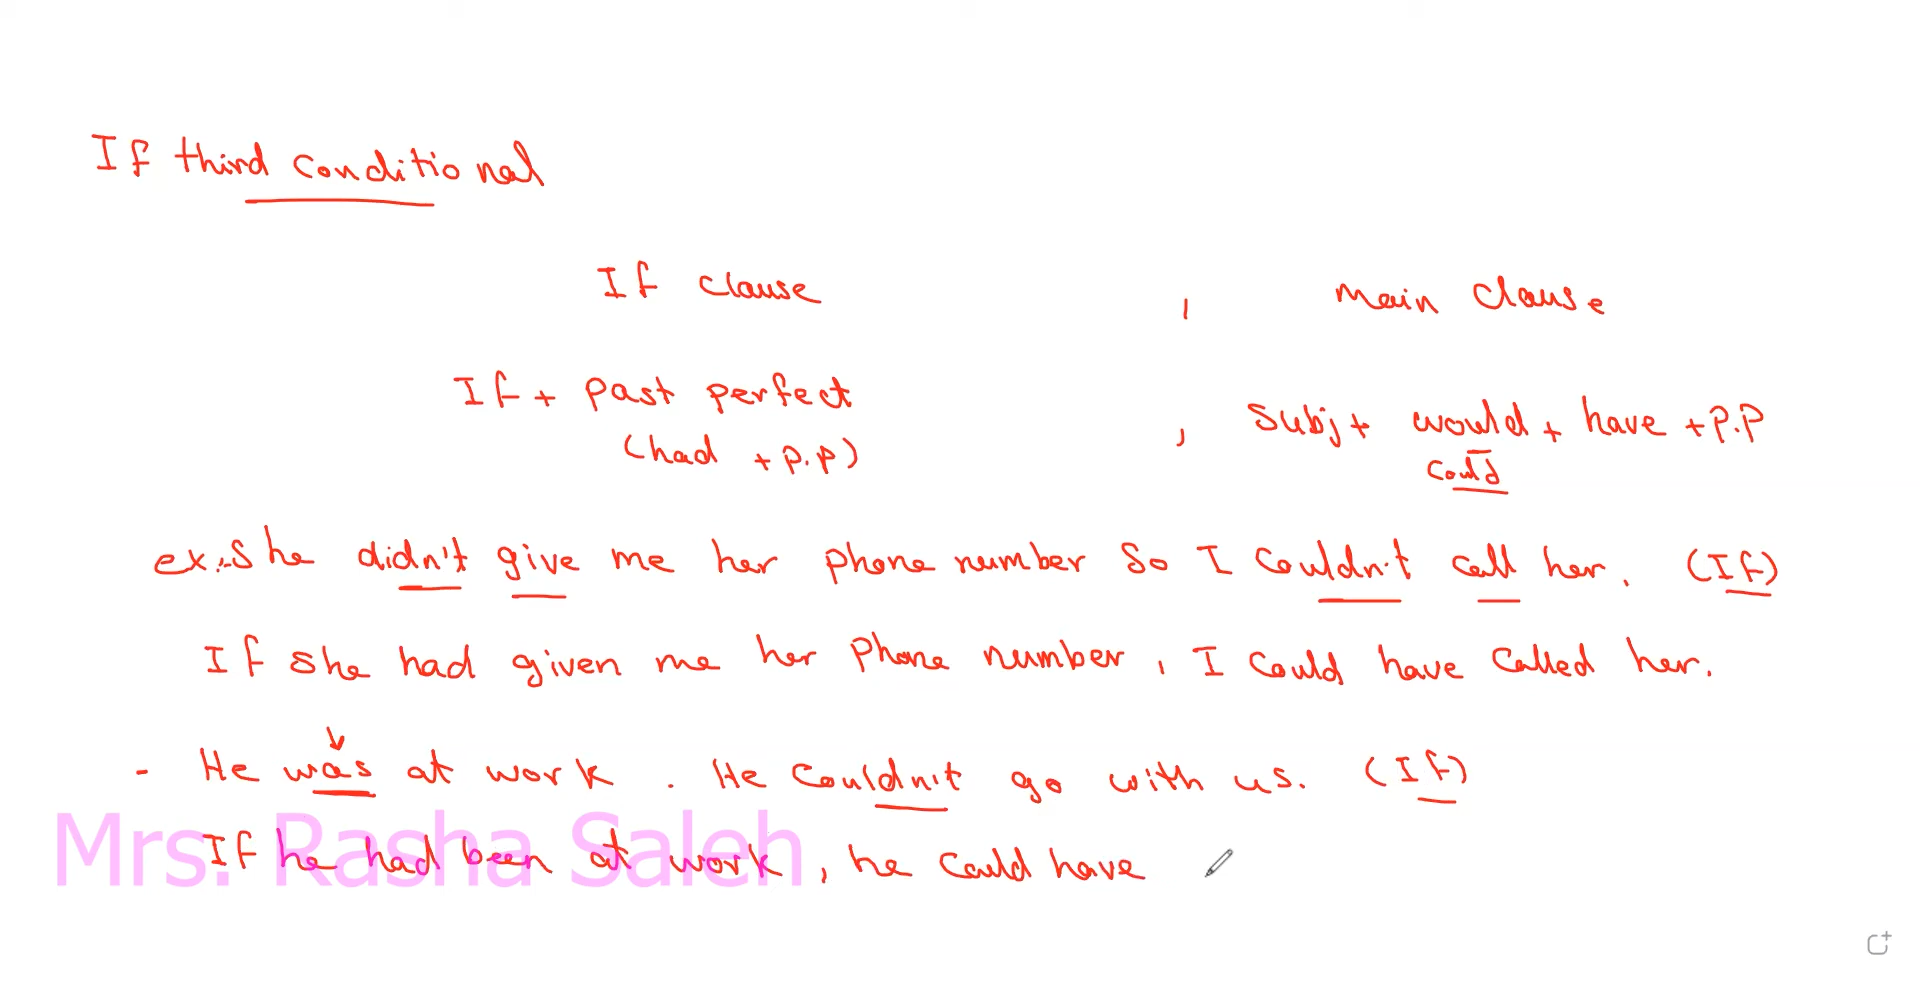 If third conditional
If clause , main clause
If + past perfect , Subj + would + have + P.P
(had + P.P) could
ex:- She didn't give me her phone number so I couldn't call her. (If)
If she had given me her phone number, I could have called her.
- He was at work. He couldn't go with us. (If)
If he had been at work, he could have
Mrs. Rasha Saleh